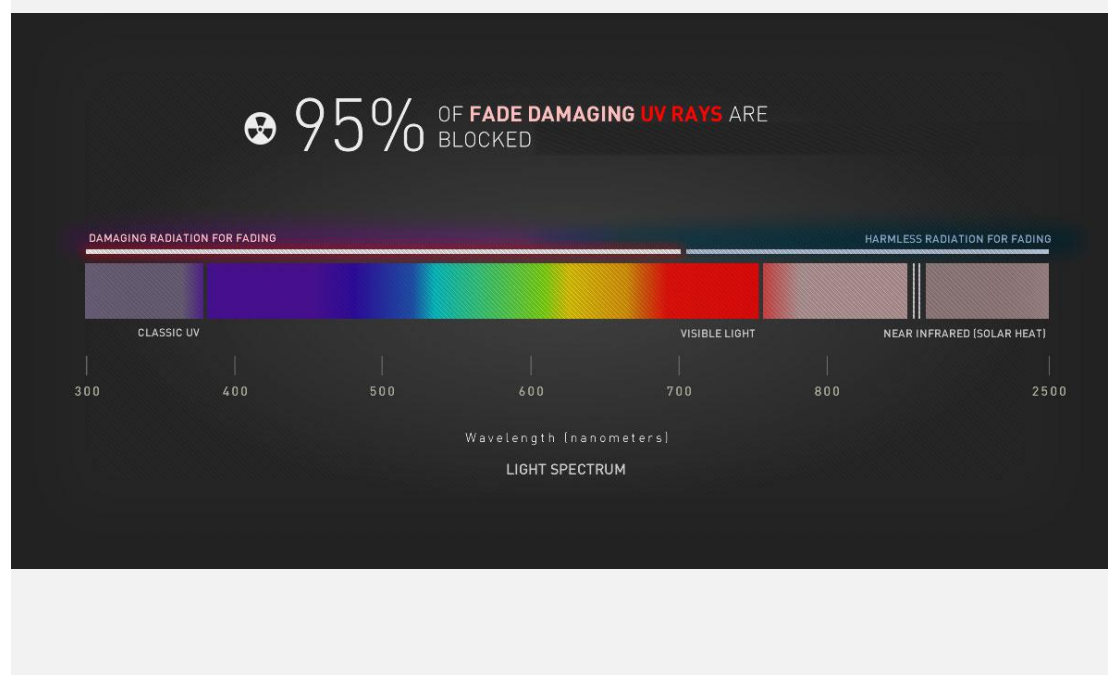 95% OF FADE DAMAGING UV RAYS ARE
BLOCKED
DAMAGING RADIATION FOR FADING
HARMLESS RADIATION FOR FADING
CLASSIC UV
VISIBLE LIGHT
NEAR INFRARED (SOLAR HEAT)
300 400 500 600 700 800 2500
Wavelength (nanometers)
LIGHT SPECTRUM